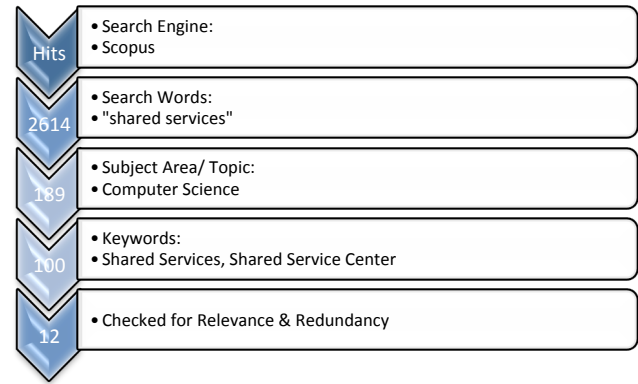 Hits
• Search Engine:
• Scopus
2614
• Search Words:
• "shared services"
189
• Subject Area/ Topic:
• Computer Science
100
• Keywords:
• Shared Services, Shared Service Center
12
• Checked for Relevance & Redundancy